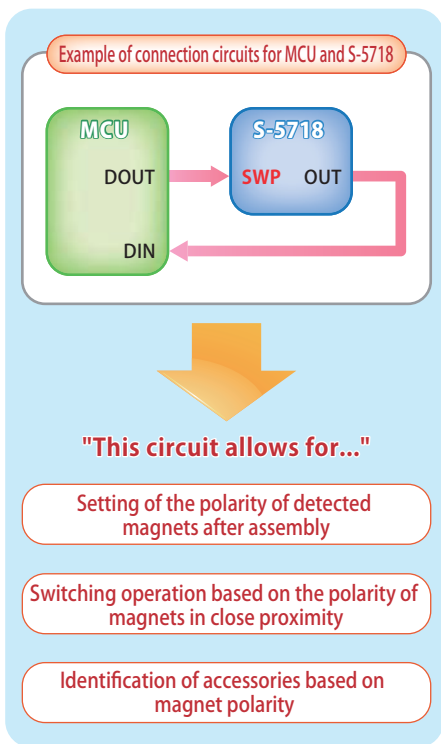 Example of connection circuits for MCU and S-5718
MCU
S-5718
DOUT
SWP
OUT
DIN
"This circuit allows for..."
Setting of the polarity of detected
magnets after assembly
Switching operation based on the polarity of
magnets in close proximity
Identification of accessories based on
magnet polarity